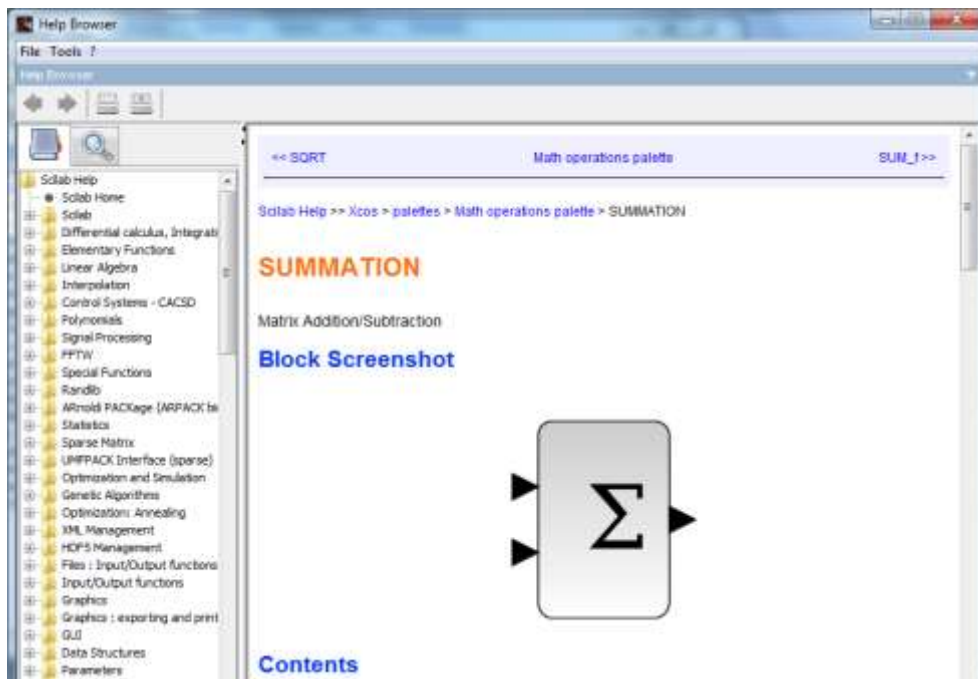 Help Browser
File Tools ?
Help Browser
<< SQRT Math operations palette SUM_f >>
Scilab Help >> Xcos > palettes > Math operations palette > SUMMATION
SUMMATION
Matrix Addition/Subtraction
Block Screenshot
Σ
Contents
Scilab Help
Scilab Home
Scilab
Differential calculus, Integrati
Elementary Functions
Linear Algebra
Interpolation
Control Systems - CACSD
Polynomials
Signal Processing
FFTW
Special Functions
Randlib
ARnoldi PACKage (ARPACK
Statistics
Sparse Matrix
UMFPACK Interface (sparse)
Optimization and Simulation
Genetic Algorithms
Optimization: Annealing
XML Management
HDF5 Management
Files : Input/Output functions
Input/Output functions
Graphics
Graphics : exporting and print
GUI
Data Structures
Parameters